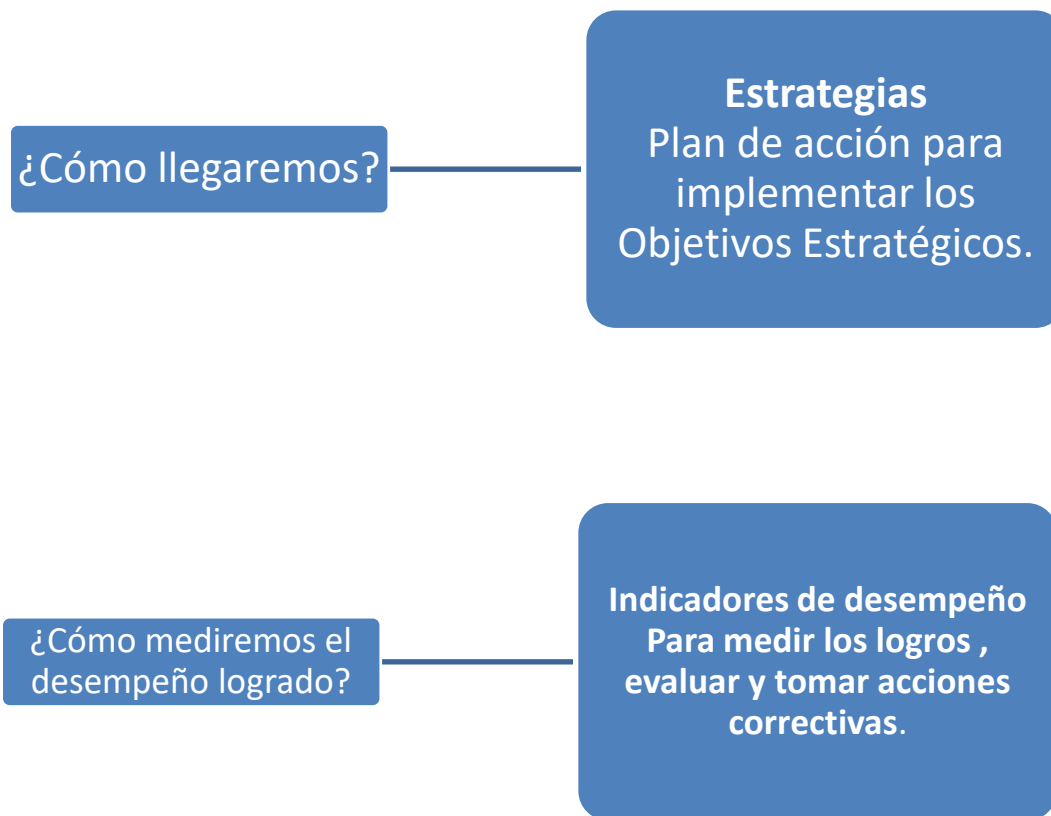 ¿Cómo llegaremos?
Estrategias
Plan de acción para
implementar los
Objetivos Estratégicos.
¿Cómo mediremos el
desempeño logrado?
Indicadores de desempeño
Para medir los logros ,
evaluar y tomar acciones
correctivas.